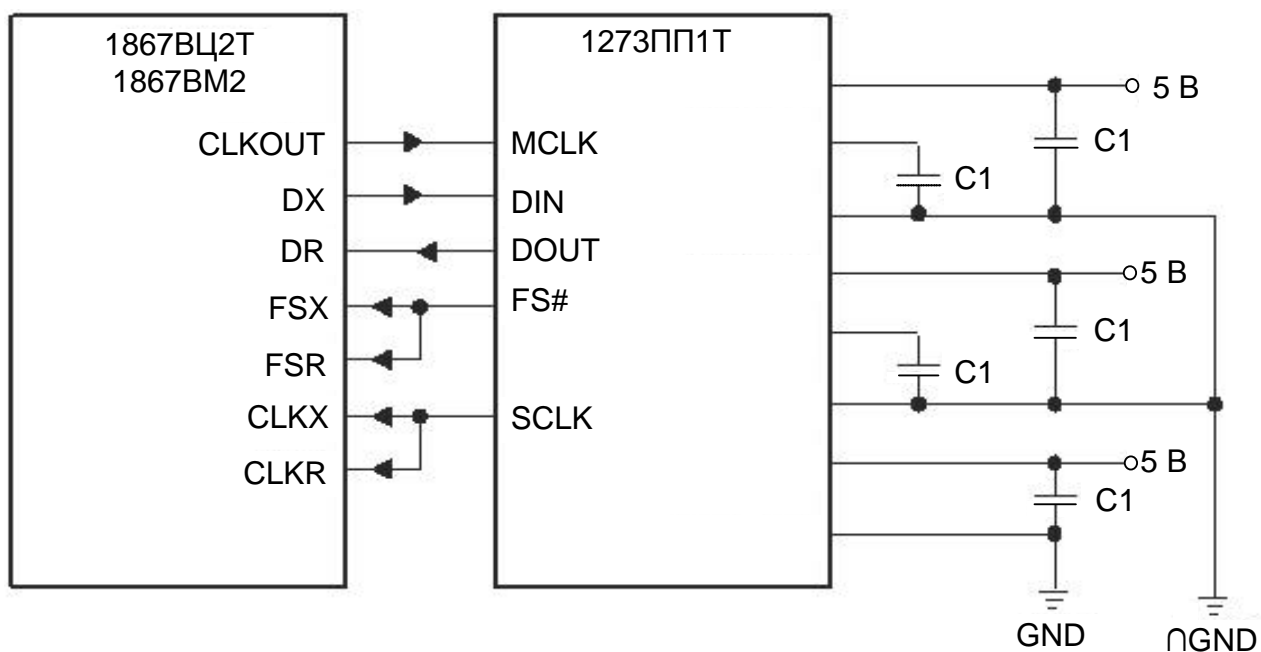 1867ВЦ2Т
1867ВМ2
CLKOUT
DX
DR
FSX
FSR
CLKX
CLKR
1273ПП1Т
MCLK
DIN
DOUT
FS#
SCLK
5 В
C1
C1
5 В
C1
C1
5 В
C1
GND
∩GND